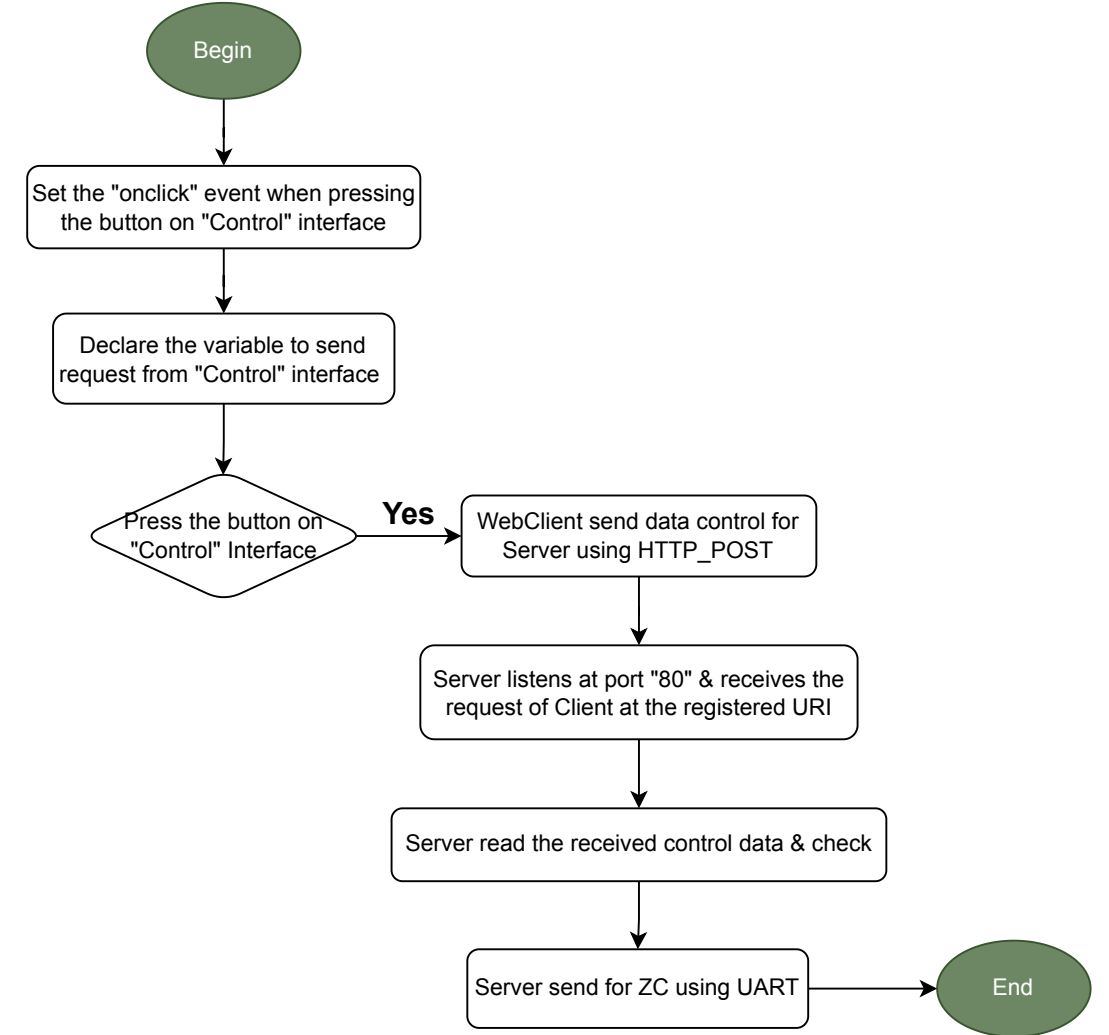 Begin
Set the "onclick" event when pressing
the button on "Control" interface
Declare the variable to send
request from "Control" interface
Press the button on
"Control" Interface
Yes
WebClient send data control for
Server using HTTP_POST
Server listens at port "80" & receives the
request of Client at the registered URI
Server read the received control data & check
Server send for ZC using UART
End